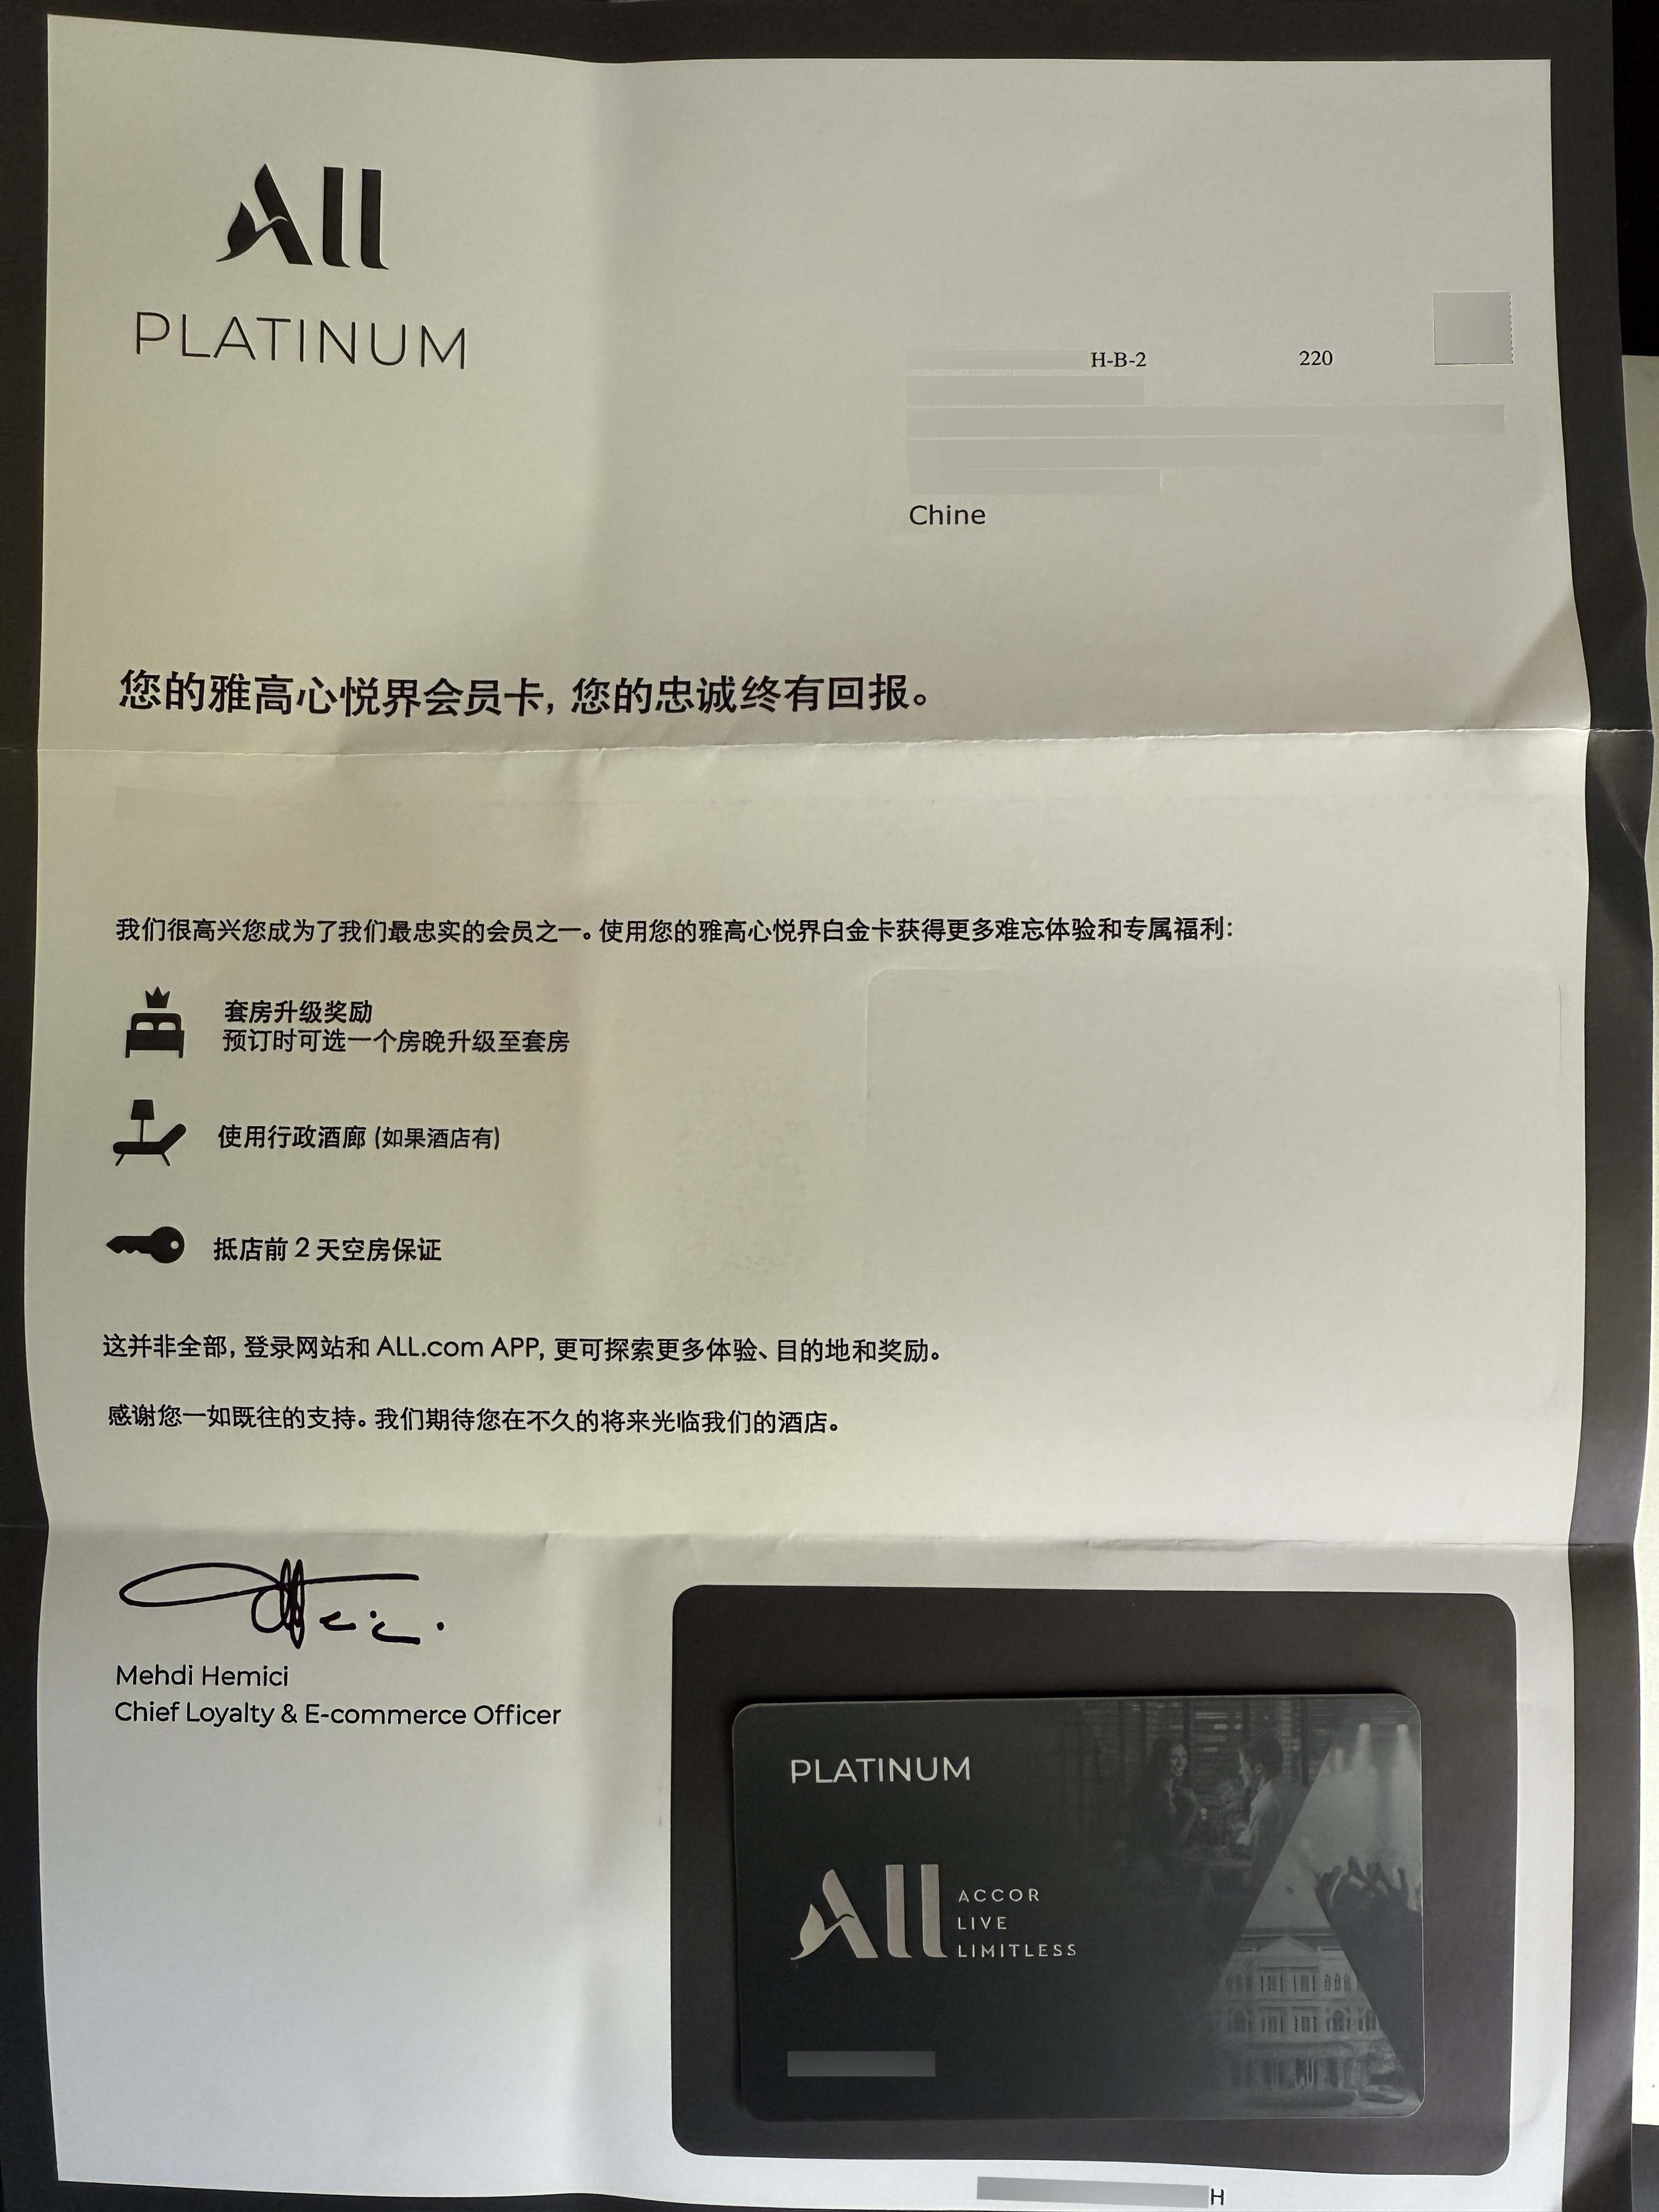 All
PLATINUM
H-B-2 220
Chine
您的雅高心悦界会员卡, 您的忠诚终有回报。
我们很高兴您成为了我们最忠实的会员之一。使用您的雅高心悦界白金卡获得更多难忘体验和专属福利:
套房升级奖励
预订时可选一个房晚升级至套房
使用行政酒廊 (如果酒店有)
抵店前 2 天空房保证
这并非全部, 登录网站和 ALL.com APP, 更可探索更多体验、目的地和奖励。
感谢您一如既往的支持。我们期待您在不久的将来光临我们的酒店。
Mehdi Hemici
Chief Loyalty & E-commerce Officer
PLATINUM
All
ACCOR
LIVE
LIMITLESS
H